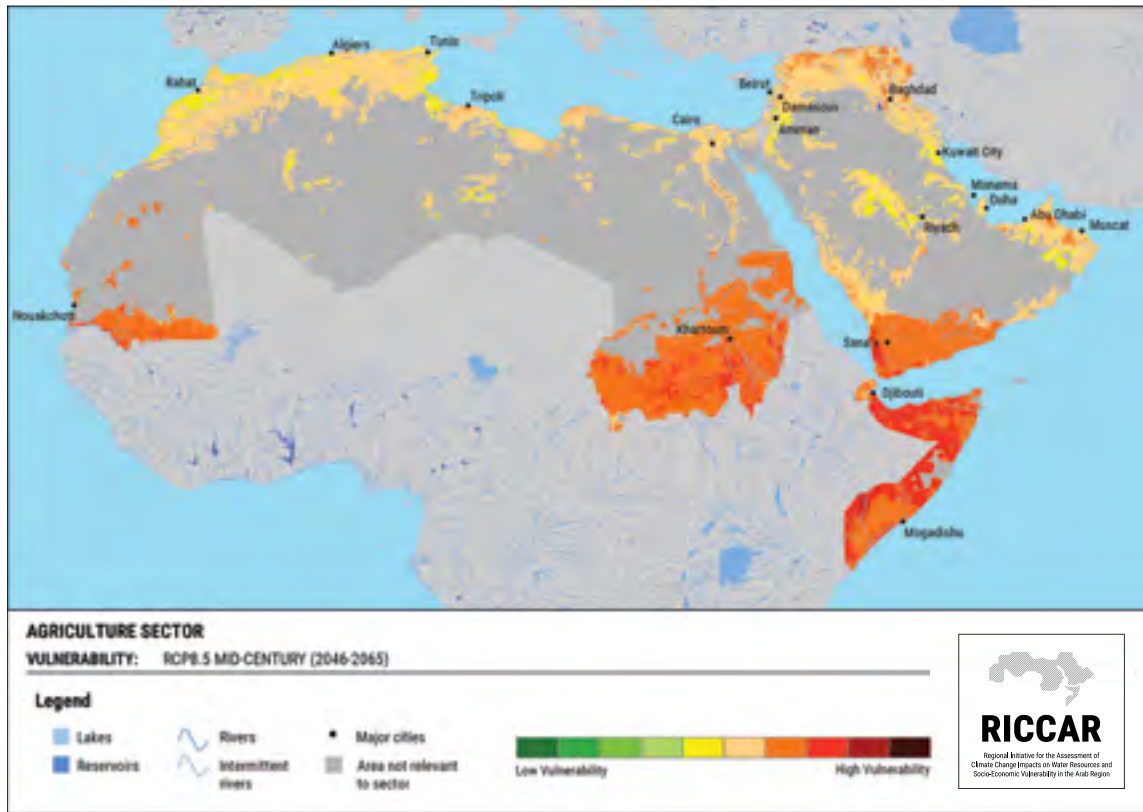 Algiers
Tunis
Rabat
Tripoli
Beirut
Baghdad
Damascus
Cairo
Amman
Kuwait City
Manama
Doha
Abu Dhabi
Riyadh
Muscat
Nouakchott
Khartoum
Sana'a
Djibouti
Mogadishu
AGRICULTURE SECTOR
VULNERABILITY: RCP8.5 MID-CENTURY (2046-2065)
Legend
Lakes
Rivers
Major cities
Reservoirs
Intermittent
rivers
Area not relevant
to sector
Low Vulnerability
High Vulnerability
RICCAR
Regional Initiative for the Assessment of
Climate Change Impacts on Water Resources and
Socio-Economic Vulnerability in the Arab Region